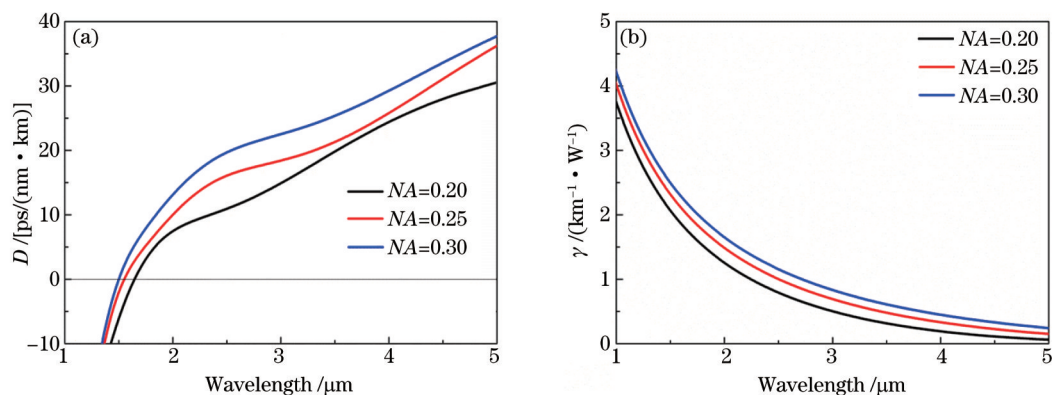 (a)
40
30
20
10
0
−10
D /[ps/(nm • km)]
NA=0.20
NA=0.25
NA=0.30
1 2 3 4 5
Wavelength /μm
(b)
5
4
3
2
1
0
γ /(km⁻¹ • W⁻¹)
NA=0.20
NA=0.25
NA=0.30
1 2 3 4 5
Wavelength /μm